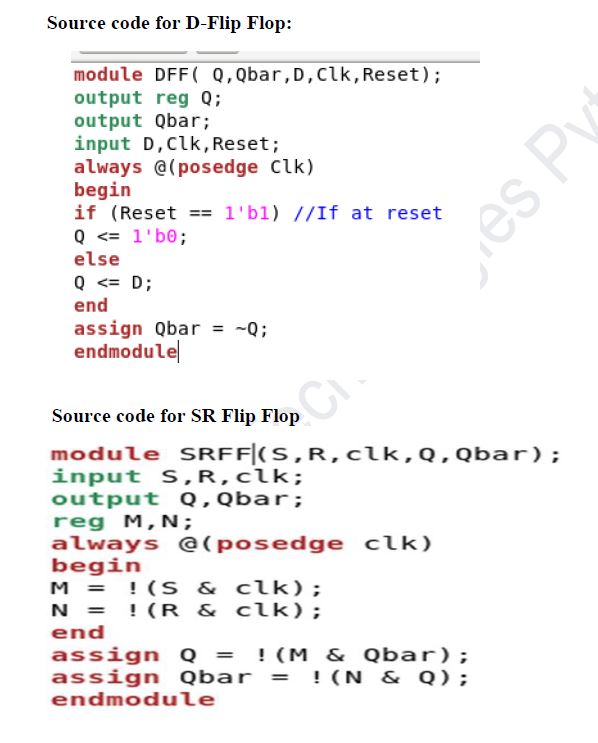 Source code for D-Flip Flop:
module DFF( Q,Qbar,D,Clk,Reset);
output reg Q;
output Qbar;
input D,Clk,Reset;
always @(posedge Clk)
begin
if (Reset == 1'b1) //If at reset
Q <= 1'b0;
else
Q <= D;
end
assign Qbar = ~Q;
endmodule
Source code for SR Flip Flop
module SRFF(S,R,clk,Q,Qbar);
input S,R,clk;
output Q,Qbar;
reg M,N;
always @(posedge clk)
begin
M = !(S & clk);
N = !(R & clk);
end
assign Q = !(M & Qbar);
assign Qbar = !(N & Q);
endmodule